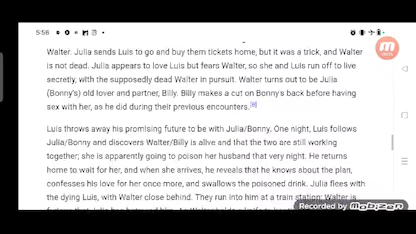 5:56
Walter. Julia sends Luis to go and buy them tickets home, but it was a trick, and Walter
is not dead. Julia appears to love Luis but fears Walter, so she and Luis run off to live
secretly, with the supposedly dead Walter in pursuit. Walter turns out to be Julia
(Bonny's) old lover and partner, Billy. Billy makes a cut on Bonny's back before having
sex with her, as he did during their previous encounters.[8]
Luis throws away his promising future to be with Julia/Bonny. One night, Luis follows
Julia/Bonny and discovers Walter/Billy is alive and that the two are still working
together; she is apparently going to poison her husband that very night. He returns
home to wait for her, and when she arrives, he reveals that he knows about the plan,
confesses his love for her once more, and swallows the poisoned drink. Julia flees with
the dying Luis, with Walter close behind. They run into him at a train station: Walter is
Recorded by mobizen